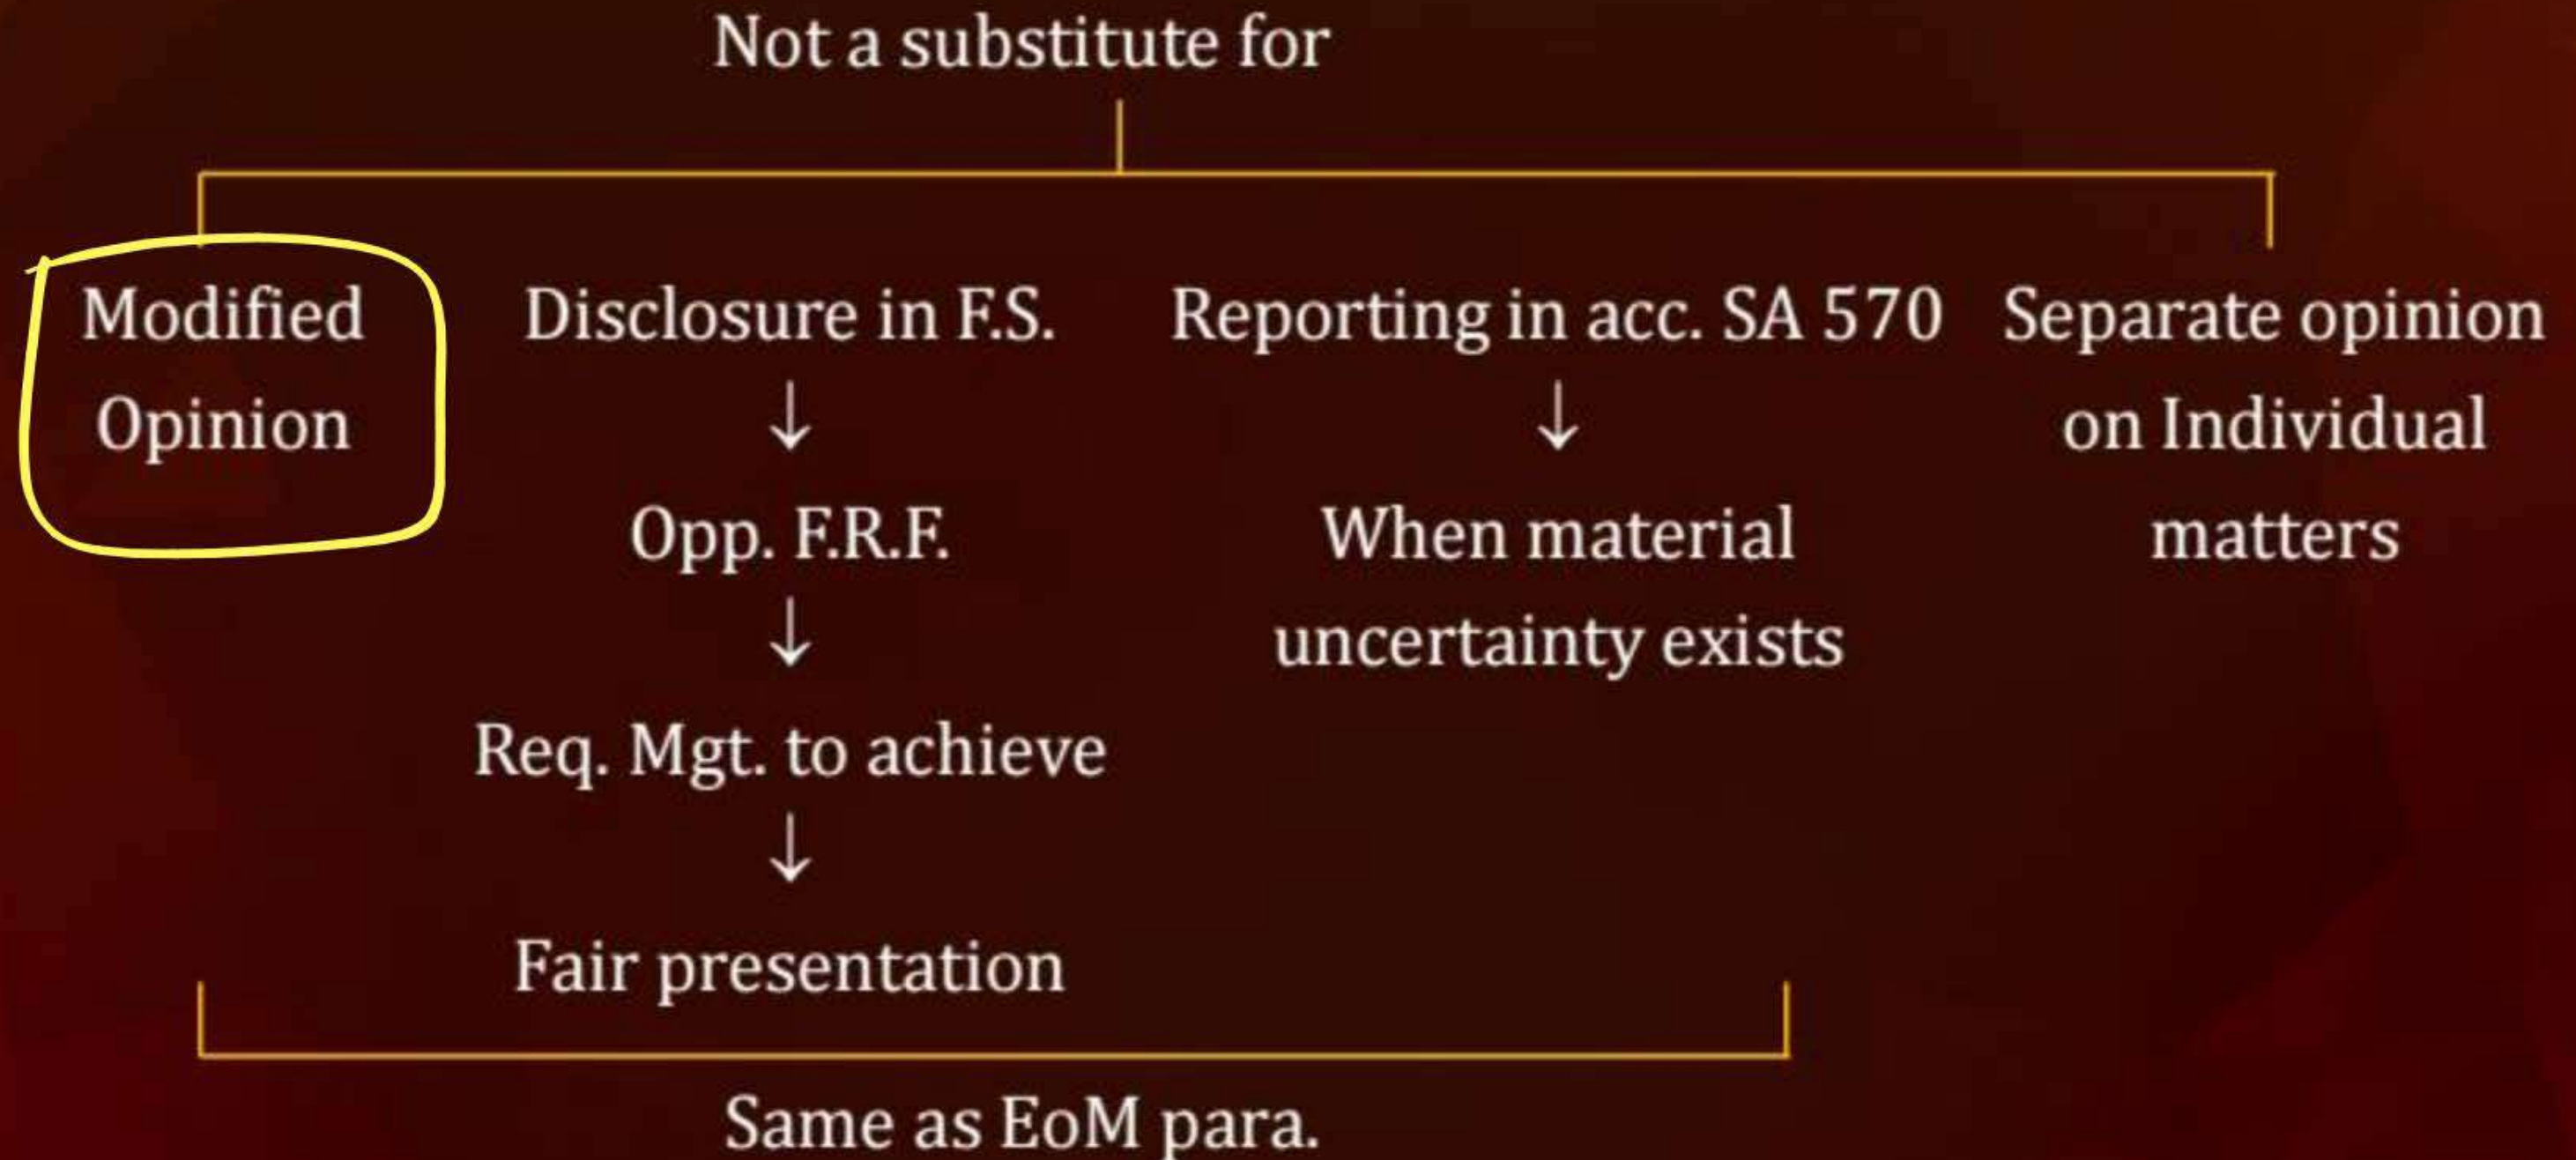 Not a substitute for
Modified
Opinion
Disclosure in F.S.
↓
Opp. F.R.F.
↓
Req. Mgt. to achieve
↓
Fair presentation
Reporting in acc. SA 570
↓
When material
uncertainty exists
Separate opinion
on Individual
matters
Same as EoM para.